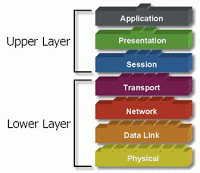 Application
Presentation
Upper Layer
Session
Transport
Network
Lower Layer
Data Link
Physical